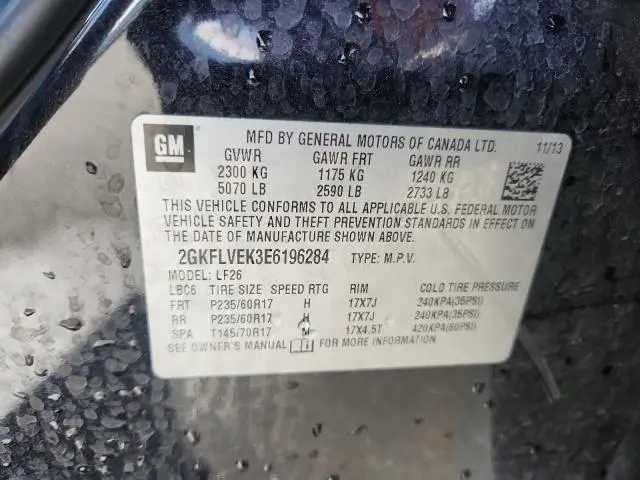 GM
MFD BY GENERAL MOTORS OF CANADA LTD. 11/13
GVWR GAWR FRT GAWR RR
2300 KG 1175 KG 1240 KG
5070 LB 2590 LB 2733 LB
THIS VEHICLE CONFORMS TO ALL APPLICABLE U.S. FEDERAL MOTOR
VEHICLE SAFETY AND THEFT PREVENTION STANDARDS IN EFFECT ON
THE DATE OF MANUFACTURE SHOWN ABOVE.
2GKFLVEK3E6196284 TYPE: M.P.V.
MODEL: LF26
LBC6 TIRE SIZE SPEED RTG RIM COLD TIRE PRESSURE
FRT P235/60R17 H 17X7J 240KPA(35PSI)
RR P235/60R17 H 17X7J 240KPA(35PSI)
SPA T145/70R17 M 17X4.5T 420KPA(60PSI)
SEE OWNER'S MANUAL FOR MORE INFORMATION.